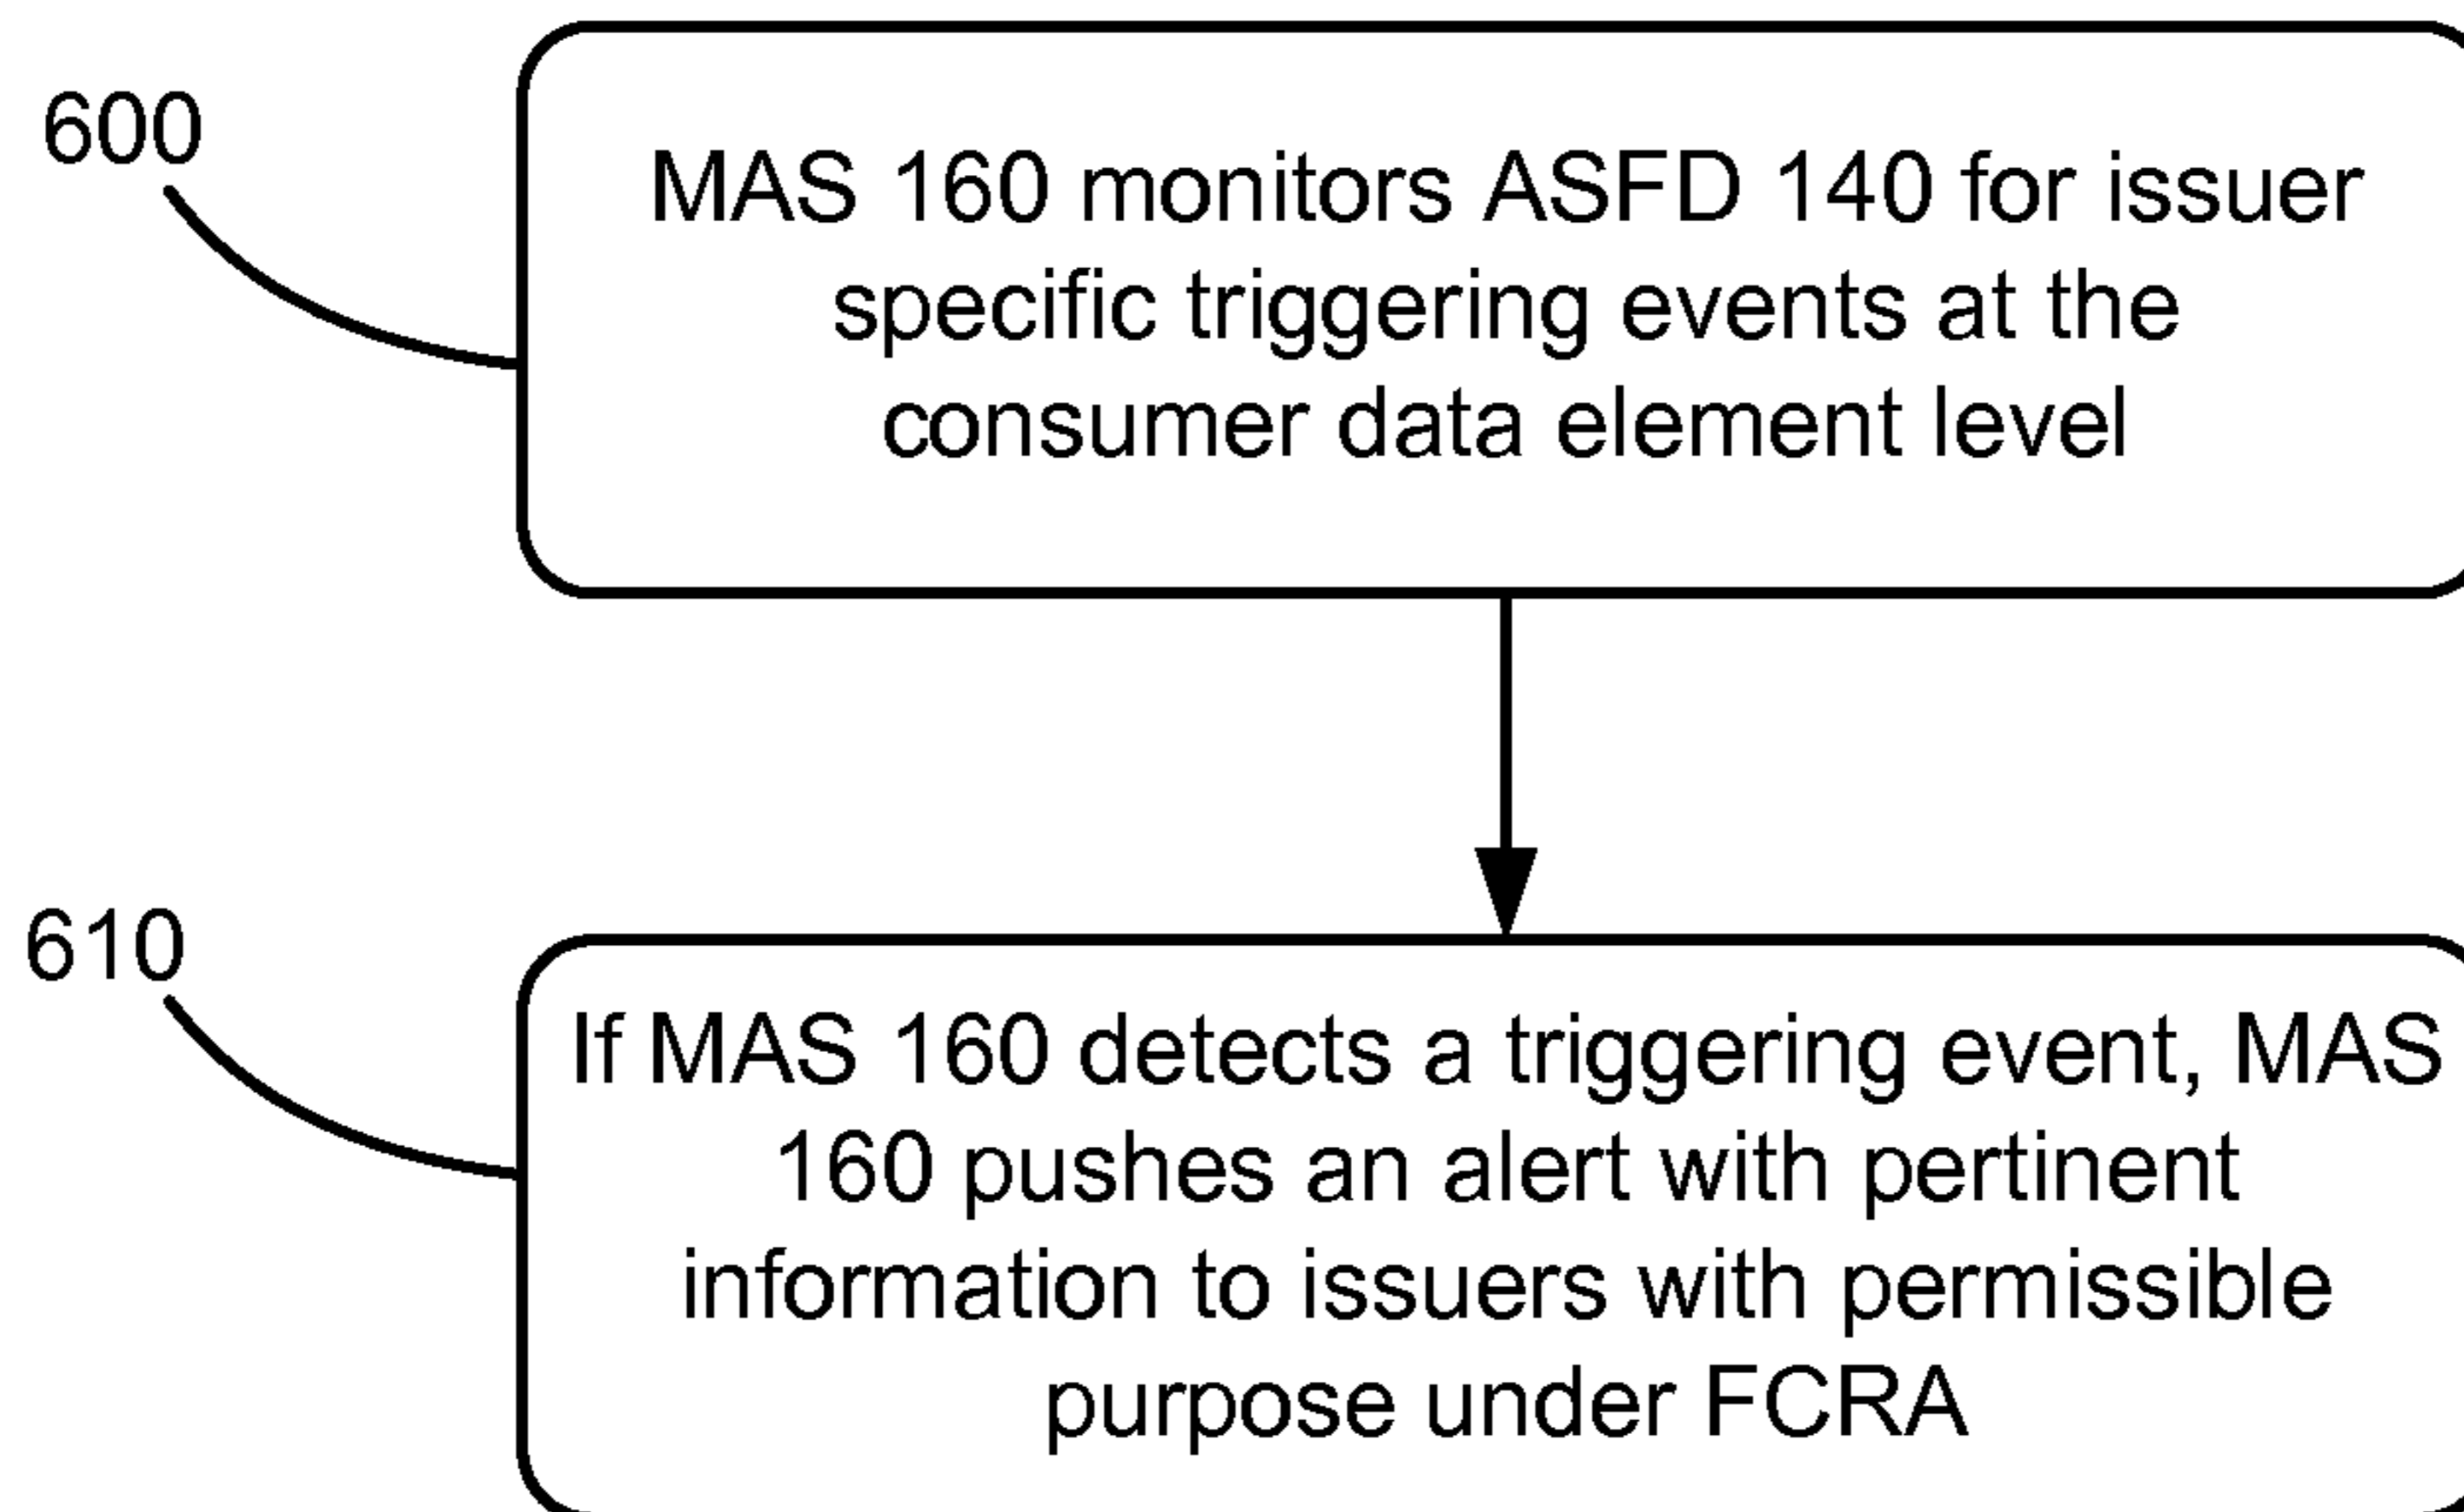 600
MAS 160 monitors ASFD 140 for issuer
specific triggering events at the
consumer data element level
610
If MAS 160 detects a triggering event, MAS
160 pushes an alert with pertinent
information to issuers with permissible
purpose under FCRA